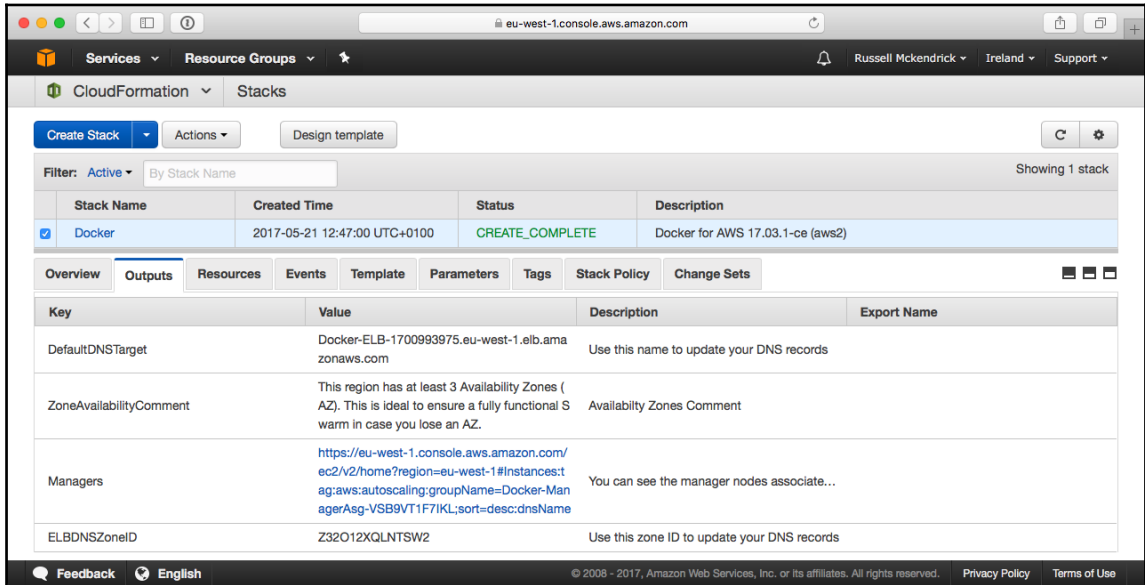 eu-west-1.console.aws.amazon.com
Services Resource Groups Russell Mckendrick Ireland Support
CloudFormation Stacks
Create Stack Actions Design template
Filter: Active By Stack Name Showing 1 stack
Stack Name Created Time Status Description
Docker 2017-05-21 12:47:00 UTC+0100 CREATE_COMPLETE Docker for AWS 17.03.1-ce (aws2)
Overview Outputs Resources Events Template Parameters Tags Stack Policy Change Sets
Key Value Description Export Name
DefaultDNSTarget Docker-ELB-1700993975.eu-west-1.elb.ama
zonaws.com Use this name to update your DNS records
ZoneAvailabilityComment This region has at least 3 Availability Zones (
AZ). This is ideal to ensure a fully functional S
warm in case you lose an AZ. Availabilty Zones Comment
Managers https://eu-west-1.console.aws.amazon.com/
ec2/v2/home?region=eu-west-1#Instances:t
ag:aws:autoscaling:groupName=Docker-Man
agerAsg-VSB9VT1F7IKL;sort=desc:dnsName You can see the manager nodes associate…
ELBDNSZoneID Z32O12XQLNTSW2 Use this zone ID to update your DNS records
Feedback English © 2008 - 2017, Amazon Web Services, Inc. or its affiliates. All rights reserved. Privacy Policy Terms of Use